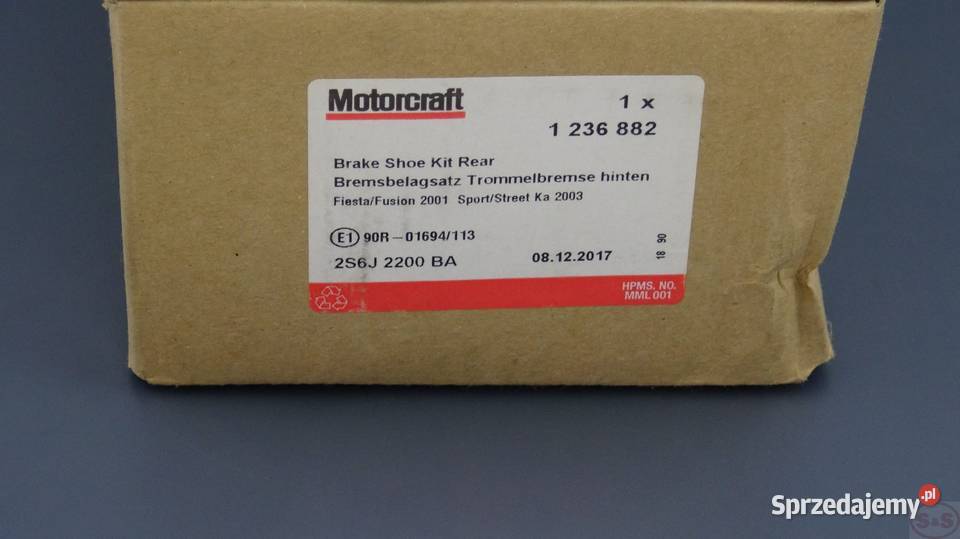 Motorcraft
1 x
1 236 882
Brake Shoe Kit Rear
Bremsbelagsatz Trommelbremse hinten
Fiesta/Fusion 2001 Sport/Street Ka 2003
E1 90R-01694/113
2S6J 2200 BA
08.12.2017
18 90
HPMS. NO.
MML 001
Sprzedajemy.pl
S&S